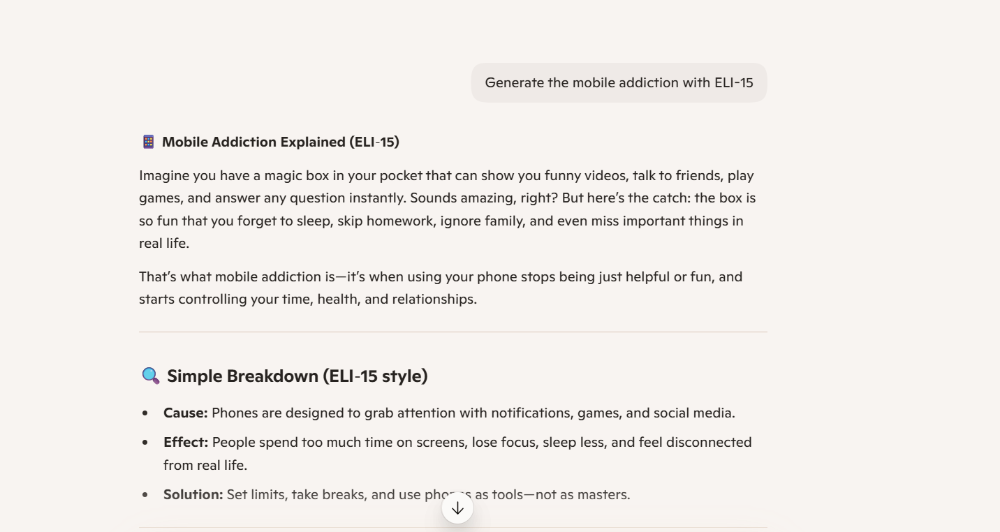 Generate the mobile addiction with ELI-15
Mobile Addiction Explained (ELI-15)
Imagine you have a magic box in your pocket that can show you funny videos, talk to friends, play
games, and answer any question instantly. Sounds amazing, right? But here’s the catch: the box is
so fun that you forget to sleep, skip homework, ignore family, and even miss important things in
real life.
That’s what mobile addiction is—it’s when using your phone stops being just helpful or fun, and
starts controlling your time, health, and relationships.
Simple Breakdown (ELI-15 style)
• Cause: Phones are designed to grab attention with notifications, games, and social media.
• Effect: People spend too much time on screens, lose focus, sleep less, and feel disconnected
from real life.
• Solution: Set limits, take breaks, and use phones as tools—not as masters.